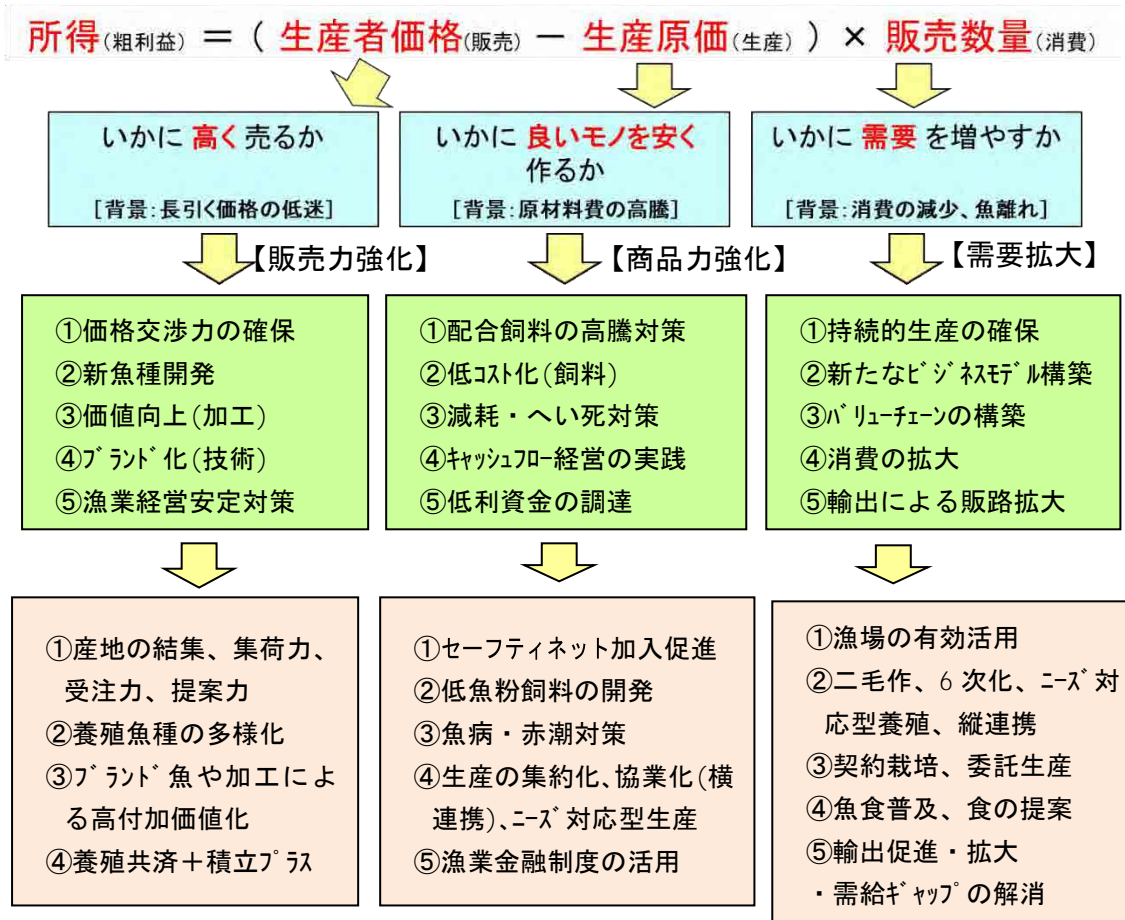 所得(粗利益) = ( 生産者価格(販売) － 生産原価(生産) ) × 販売数量(消費)
いかに 高く 売るか
[背景:長引く価格の低迷]
いかに 良いモノを安く
作るか
[背景:原材料費の高騰]
いかに 需要 を増やすか
[背景:消費の減少、魚離れ]
【販売力強化】
【商品力強化】
【需要拡大】
①価格交渉力の確保
②新魚種開発
③価値向上(加工)
④ﾌﾞﾗﾝﾄﾞ化(技術)
⑤漁業経営安定対策
①配合飼料の高騰対策
②低ｺｽﾄ化(飼料)
③減耗・へい死対策
④ｷｬｯｼｭﾌﾛｰ経営の実践
⑤低利資金の調達
①持続的生産の確保
②新たなﾋﾞｼﾞﾈｽﾓﾃﾞﾙ構築
③ﾊﾞﾘｭｰﾁｪｰﾝの構築
④消費の拡大
⑤輸出による販路拡大
①産地の結集、集荷力、
受注力、提案力
②養殖魚種の多様化
③ﾌﾞﾗﾝﾄﾞ魚や加工によ
る高付加価値化
④養殖共済＋積立ﾌﾟﾗｽ
①セーフティネット加入促進
②低魚粉飼料の開発
③魚病・赤潮対策
④生産の集約化、協業化(横
連携)、ﾆｰｽﾞ対応型生産
⑤漁業金融制度の活用
①漁場の有効活用
②二毛作、6次化、ﾆｰｽﾞ対
応型養殖、縦連携
③契約栽培、委託生産
④魚食普及、食の提案
⑤輸出促進・拡大
・需給ｷﾞｬｯﾌﾟの解消